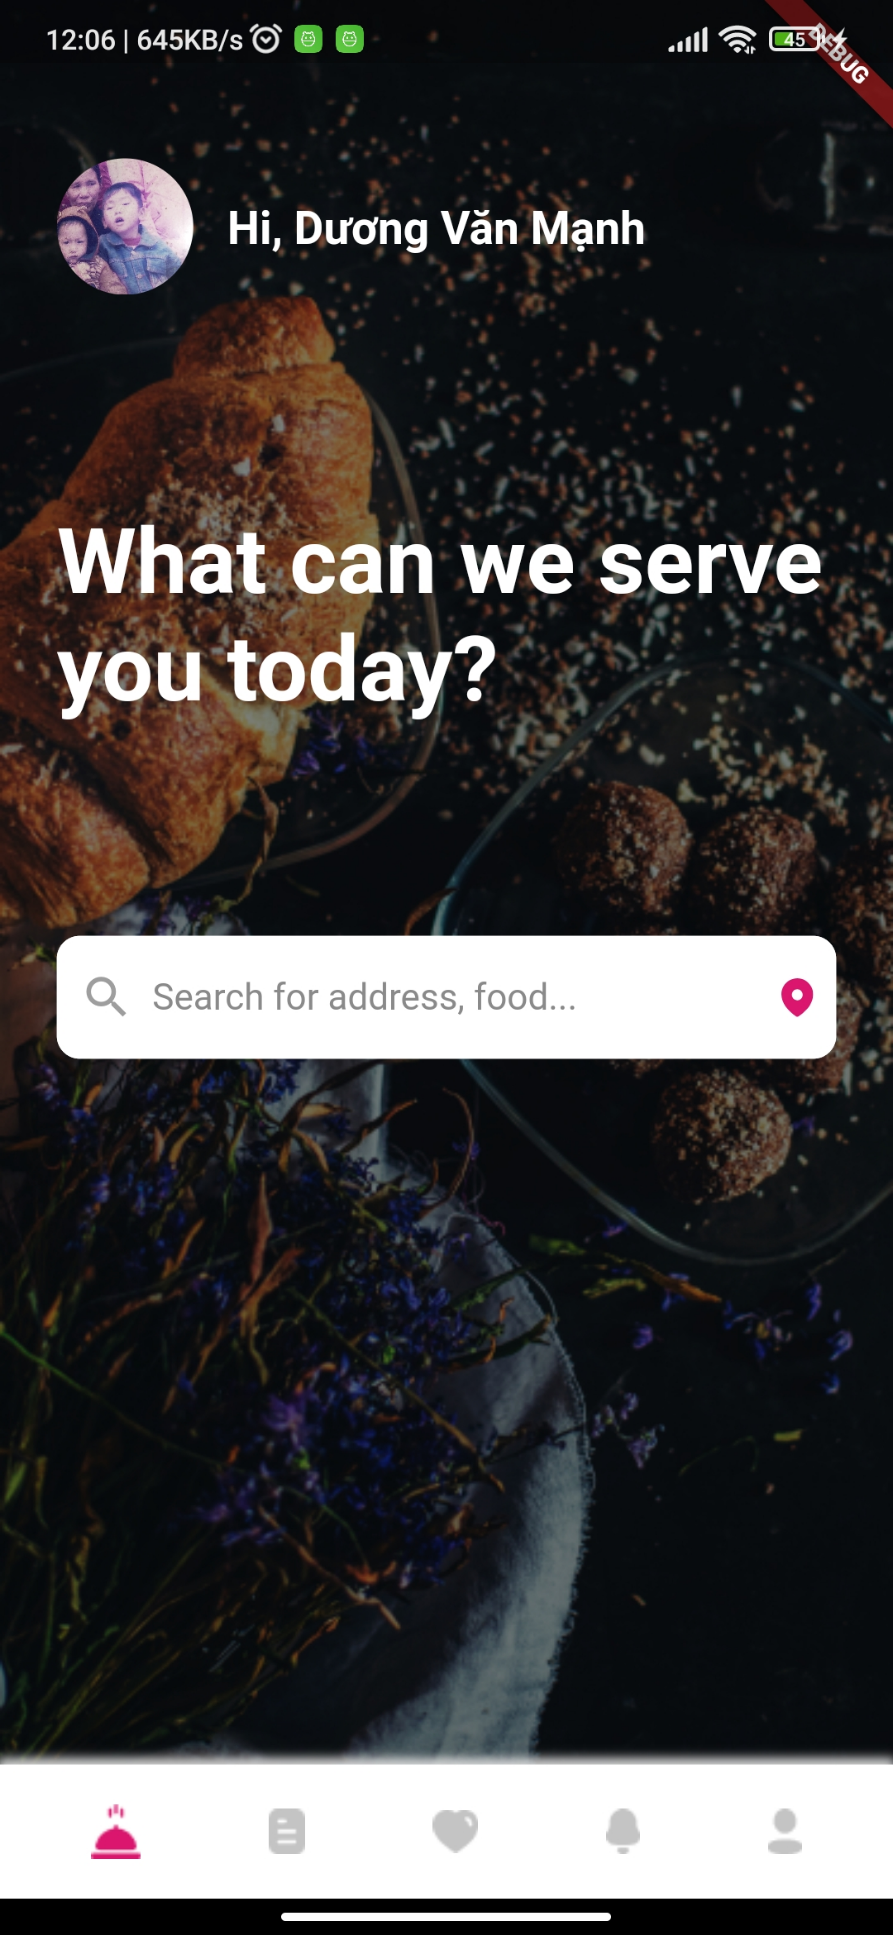 12:06 | 645KB/s
45
DEBUG
Hi, Dương Văn Mạnh
What can we serve
you today?
Search for address, food...